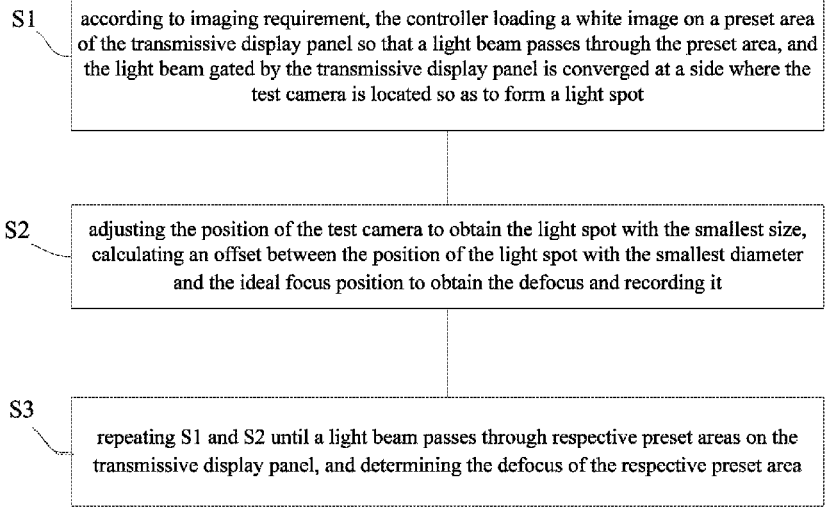 S1
according to imaging requirement, the controller loading a white image on a preset area
of the transmissive display panel so that a light beam passes through the preset area, and
the light beam gated by the transmissive display panel is converged at a side where the
test camera is located so as to form a light spot
S2
adjusting the position of the test camera to obtain the light spot with the smallest size,
calculating an offset between the position of the light spot with the smallest diameter
and the ideal focus position to obtain the defocus and recording it
S3
repeating S1 and S2 until a light beam passes through respective preset areas on the
transmissive display panel, and determining the defocus of the respective preset area